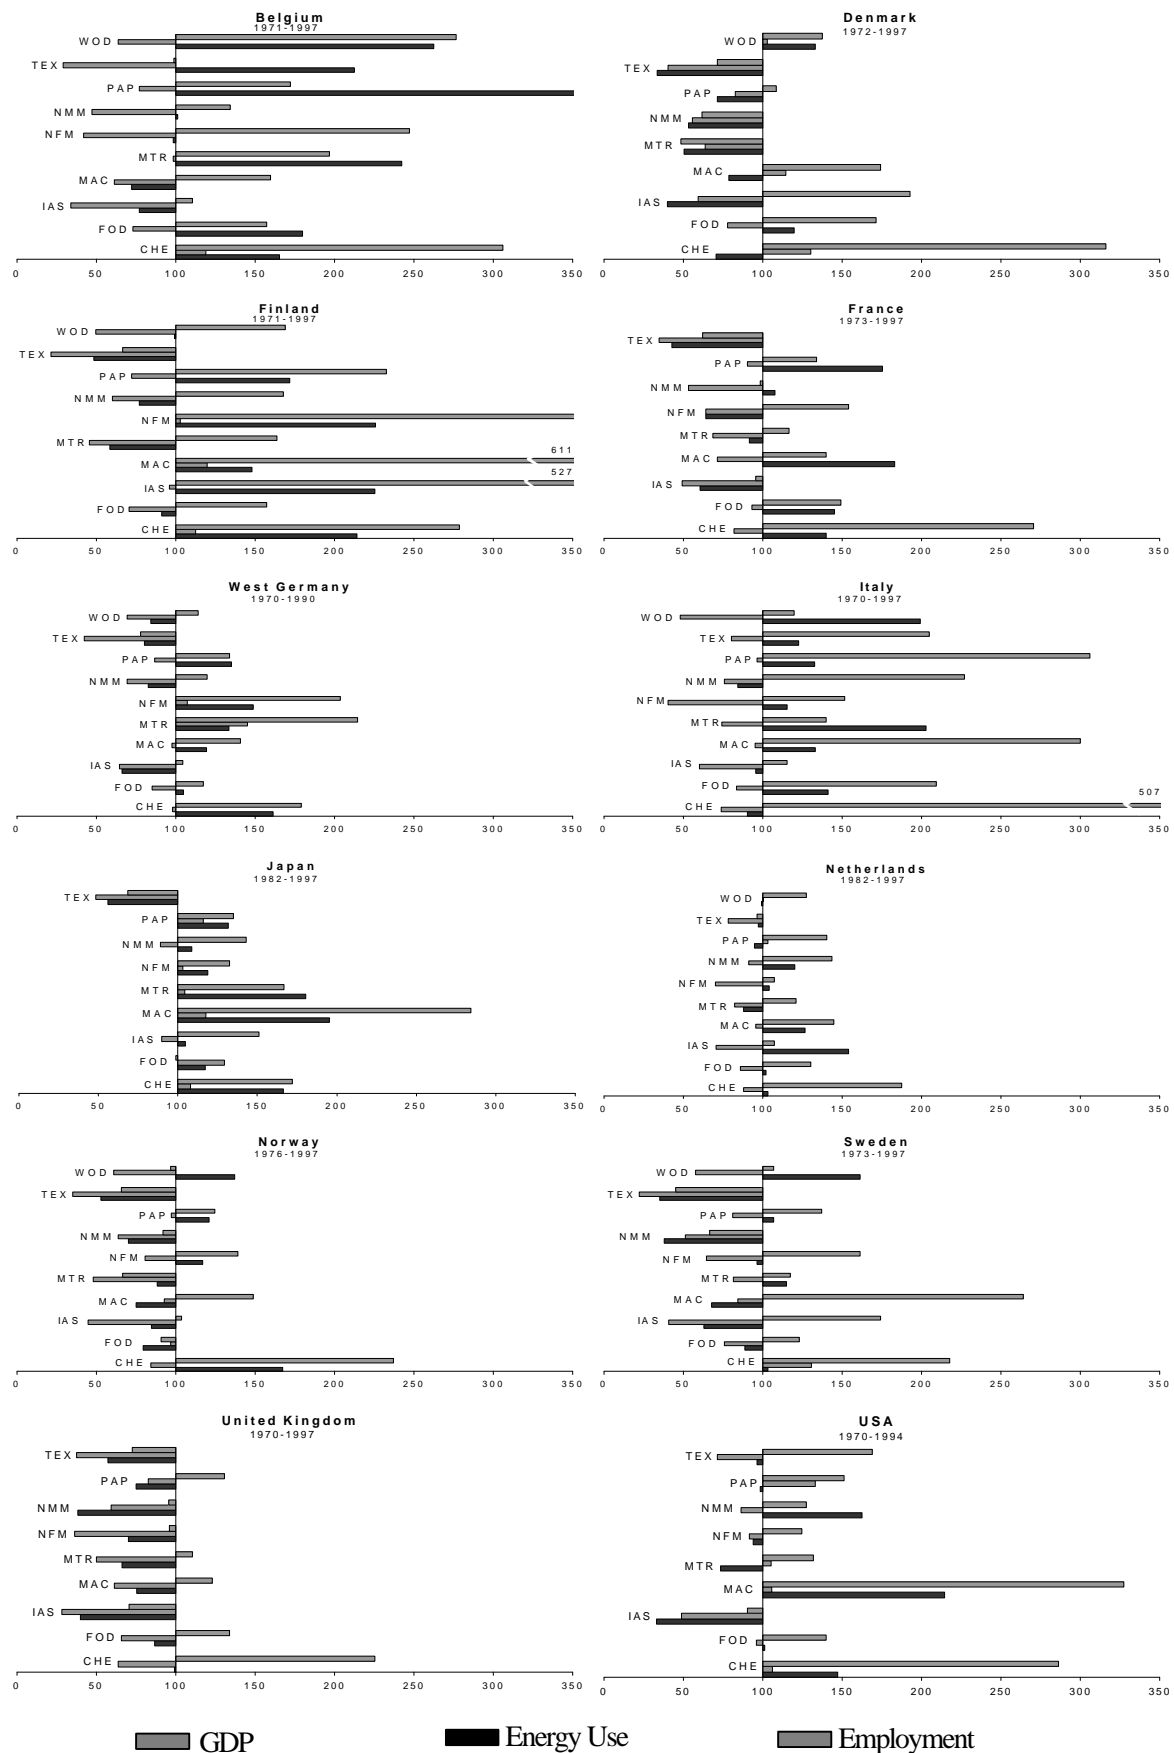 Belgium
1971-1997
WOD
TEX
PAP
NMM
NFM
MTR
MAC
IAS
FOD
CHE
0 50 100 150 200 250 300 350
Denmark
1972-1997
WOD
TEX
PAP
NMM
MTR
MAC
IAS
FOD
CHE
0 50 100 150 200 250 300 350
Finland
1971-1997
WOD
TEX
PAP
NMM
NFM
MTR
611
MAC
527
IAS
FOD
CHE
0 50 100 150 200 250 300 350
France
1973-1997
TEX
PAP
NMM
NFM
MTR
MAC
IAS
FOD
CHE
0 50 100 150 200 250 300 350
West Germany
1970-1990
WOD
TEX
PAP
NMM
NFM
MTR
MAC
IAS
FOD
CHE
0 50 100 150 200 250 300 350
Italy
1970-1997
WOD
TEX
PAP
NMM
NFM
MTR
MAC
IAS
FOD
507
CHE
0 50 100 150 200 250 300 350
Japan
1982-1997
TEX
PAP
NMM
NFM
MTR
MAC
IAS
FOD
CHE
0 50 100 150 200 250 300 350
Netherlands
1982-1997
WOD
TEX
PAP
NMM
NFM
MTR
MAC
IAS
FOD
CHE
0 50 100 150 200 250 300 350
Norway
1976-1997
WOD
TEX
PAP
NMM
NFM
MTR
MAC
IAS
FOD
CHE
0 50 100 150 200 250 300 350
Sweden
1973-1997
WOD
TEX
PAP
NMM
NFM
MTR
MAC
IAS
FOD
CHE
0 50 100 150 200 250 300 350
United Kingdom
1970-1997
TEX
PAP
NMM
NFM
MTR
MAC
IAS
FOD
CHE
0 50 100 150 200 250 300 350
USA
1970-1994
TEX
PAP
NMM
NFM
MTR
MAC
IAS
FOD
CHE
0 50 100 150 200 250 300 350
GDP Energy Use Employment